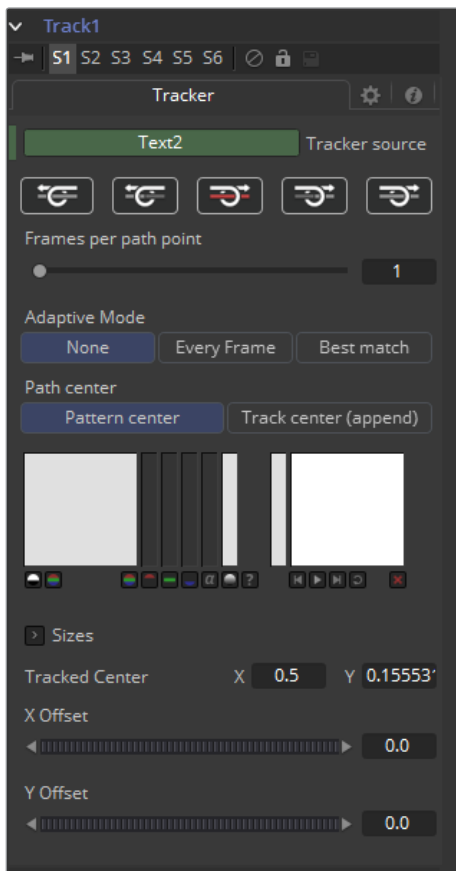 Track1
S1 S2 S3 S4 S5 S6
Tracker
Text2 Tracker source
Frames per path point
1
Adaptive Mode
None Every Frame Best match
Path center
Pattern center Track center (append)
α ?
Sizes
Tracked Center X 0.5 Y 0.15553
X Offset
0.0
Y Offset
0.0